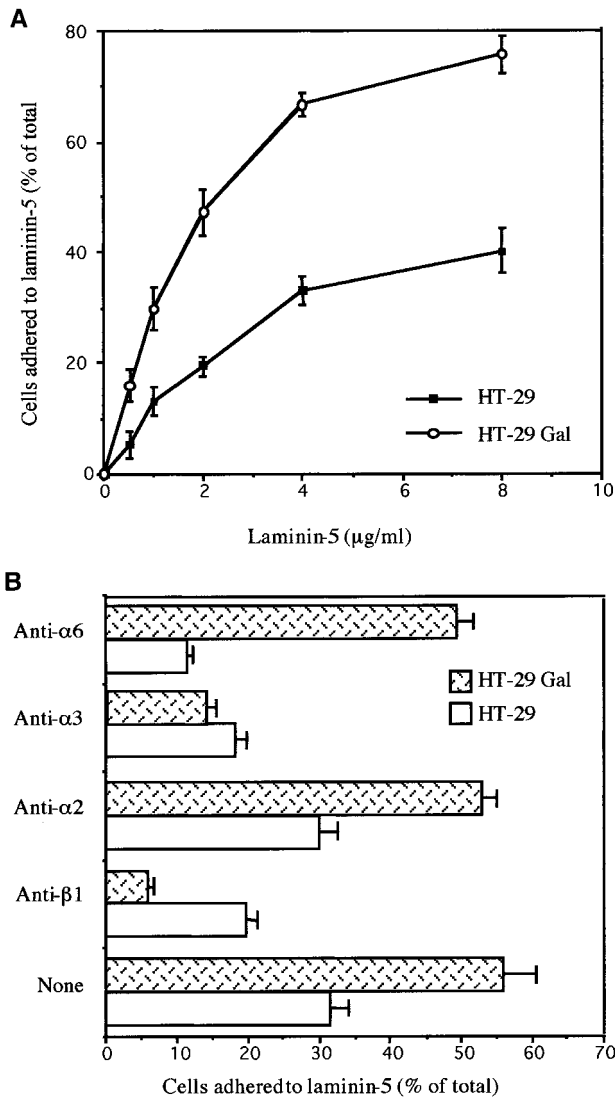 A
Cells adhered to laminin-5 (% of total)
80
60
40
20
0
0
2
4
6
8
10
HT-29
HT-29 Gal
Laminin-5 (µg/ml)
B
Anti-α6
Anti-α3
Anti-α2
Anti-β1
None
HT-29 Gal
HT-29
0
10
20
30
40
50
60
70
Cells adhered to laminin-5 (% of total)